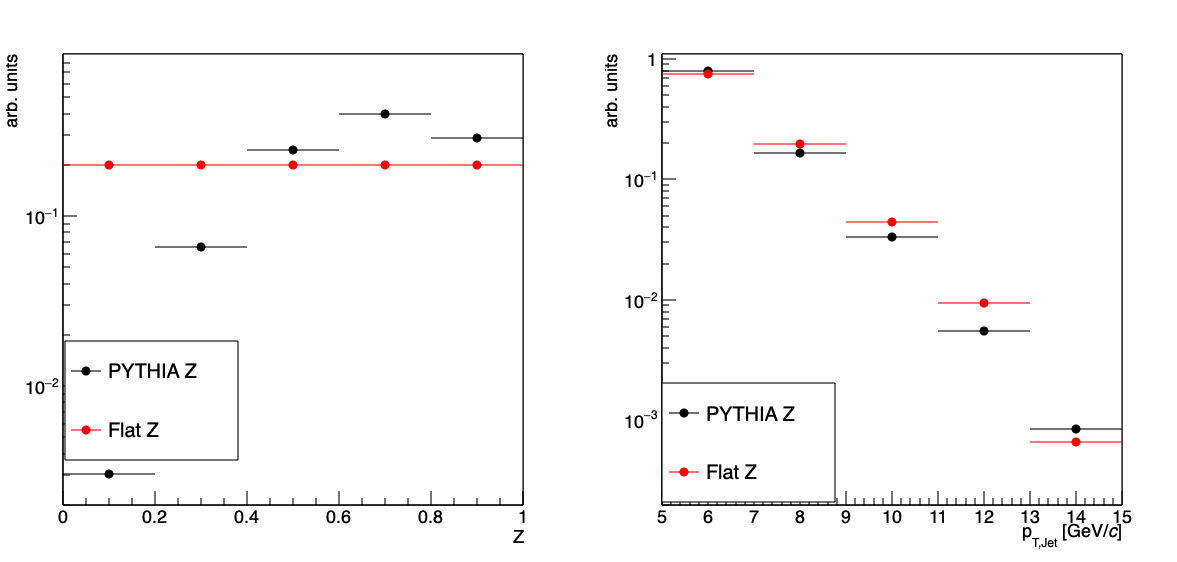 arb. units
10⁻¹
10⁻²
PYTHIA Z
Flat Z
0 0.2 0.4 0.6 0.8 1
Z
arb. units
1
10⁻¹
10⁻²
10⁻³
PYTHIA Z
Flat Z
5 6 7 8 9 10 11 12 13 14 15
p_T,Jet [GeV/c]